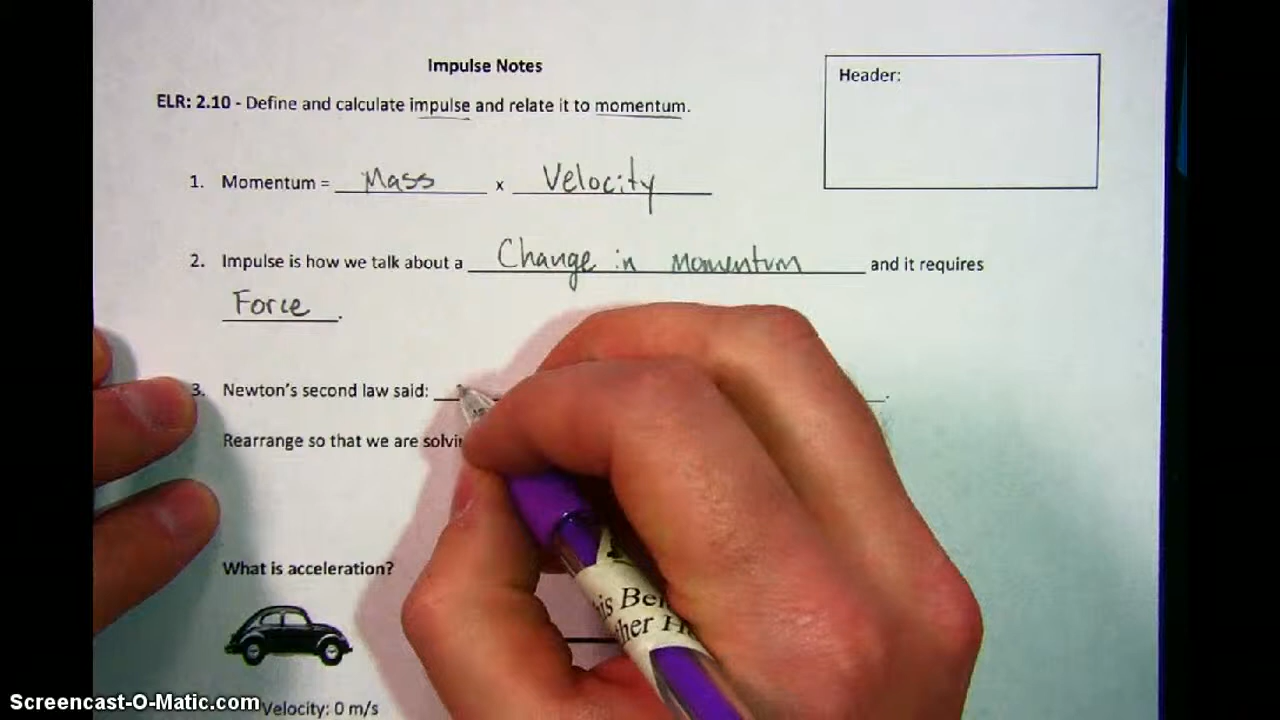 Impulse Notes
Header:
ELR: 2.10 - Define and calculate impulse and relate it to momentum.
1. Momentum = Mass x Velocity
2. Impulse is how we talk about a Change in momentum and it requires
Force.
3. Newton's second law said:
Rearrange so that we are
What is acceleration?
Velocity: 0 m/s
Screencast-O-Matic.com